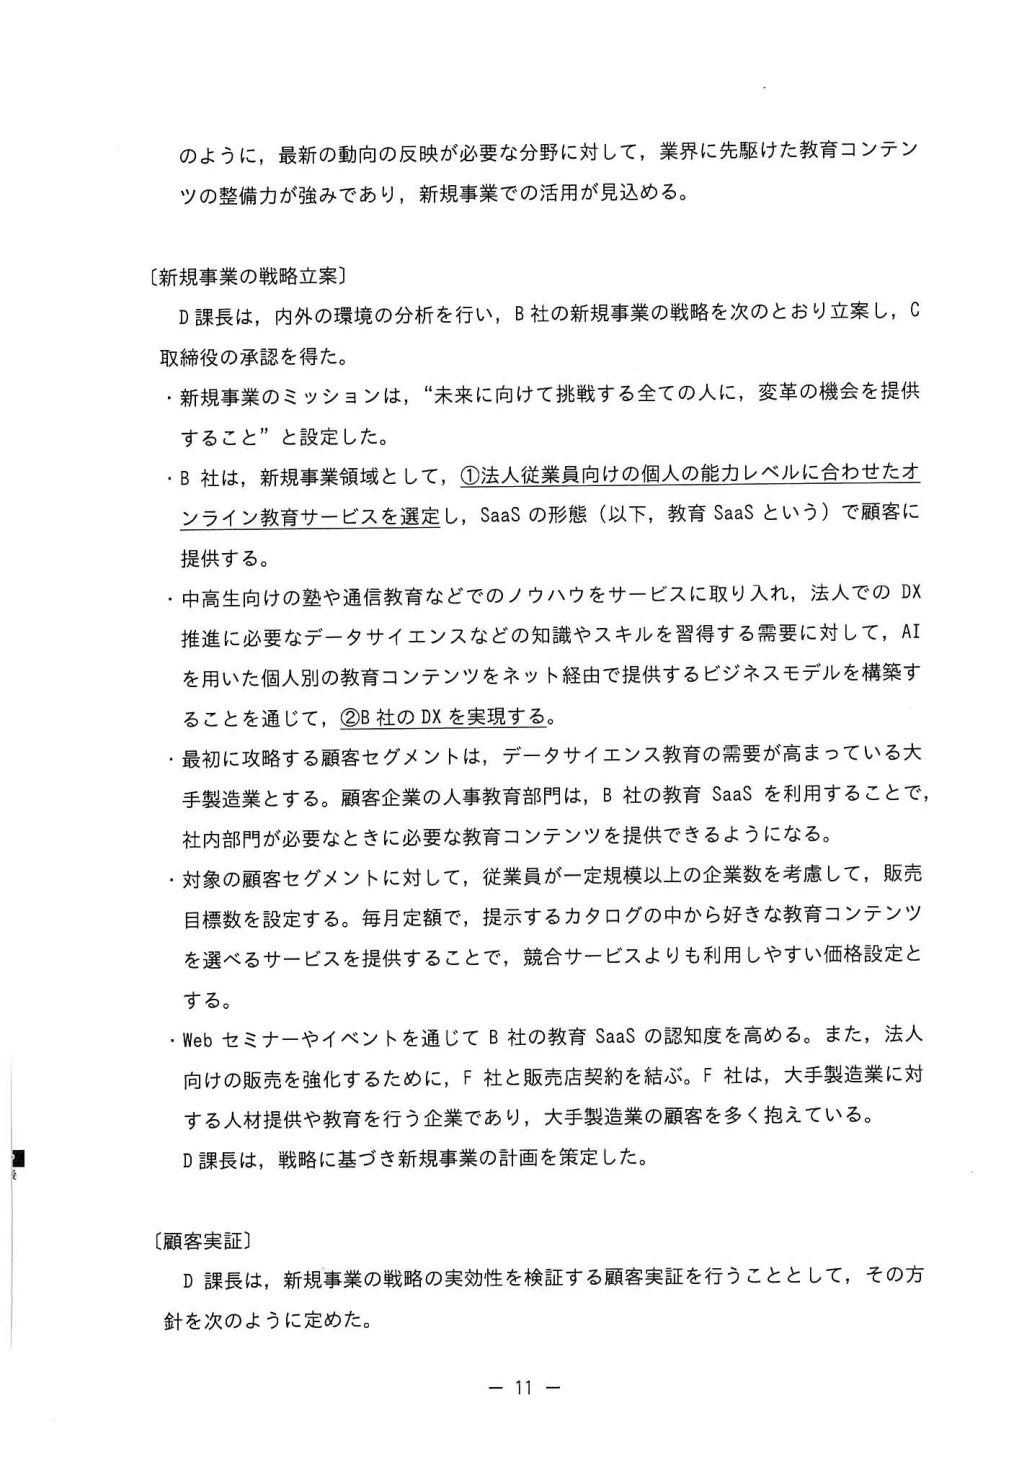 のように，最新の動向の反映が必要な分野に対して，業界に先駆けた教育コンテン
ツの整備力が強みであり，新規事業での活用が見込める。
〔新規事業の戦略立案〕
D 課長は，内外の環境の分析を行い，B 社の新規事業の戦略を次のとおり立案し，C
取締役の承認を得た。
・新規事業のミッションは，“未来に向けて挑戦する全ての人に，変革の機会を提供
すること”と設定した。
・B 社は，新規事業領域として，①法人従業員向けの個人の能力レベルに合わせたオ
ンライン教育サービスを選定し，SaaS の形態（以下，教育 SaaS という）で顧客に
提供する。
・中高生向けの塾や通信教育などでのノウハウをサービスに取り入れ，法人での DX
推進に必要なデータサイエンスなどの知識やスキルを習得する需要に対して，AI
を用いた個人別の教育コンテンツをネット経由で提供するビジネスモデルを構築す
ることを通じて，②B 社の DX を実現する。
・最初に攻略する顧客セグメントは，データサイエンス教育の需要が高まっている大
手製造業とする。顧客企業の人事教育部門は，B 社の教育 SaaS を利用することで，
社内部門が必要なときに必要な教育コンテンツを提供できるようになる。
・対象の顧客セグメントに対して，従業員が一定規模以上の企業数を考慮して，販売
目標数を設定する。毎月定額で，提示するカタログの中から好きな教育コンテンツ
を選べるサービスを提供することで，競合サービスよりも利用しやすい価格設定と
する。
・Web セミナーやイベントを通じて B 社の教育 SaaS の認知度を高める。また，法人
向けの販売を強化するために，F 社と販売店契約を結ぶ。F 社は，大手製造業に対
する人材提供や教育を行う企業であり，大手製造業の顧客を多く抱えている。
D 課長は，戦略に基づき新規事業の計画を策定した。
〔顧客実証〕
D 課長は，新規事業の戦略の実効性を検証する顧客実証を行うこととして，その方
針を次のように定めた。
－ 11 －